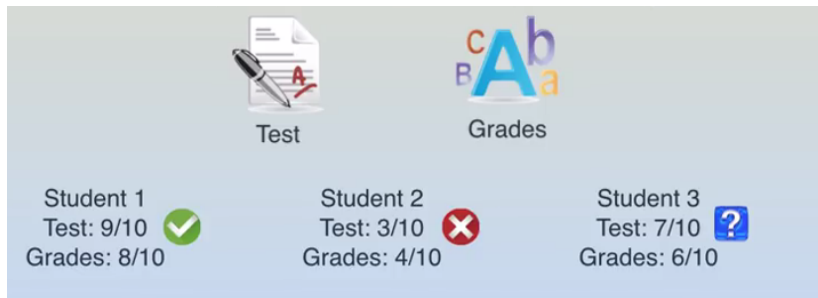 Test
Grades
Student 1
Test: 9/10
Grades: 8/10
Student 2
Test: 3/10
Grades: 4/10
Student 3
Test: 7/10
Grades: 6/10